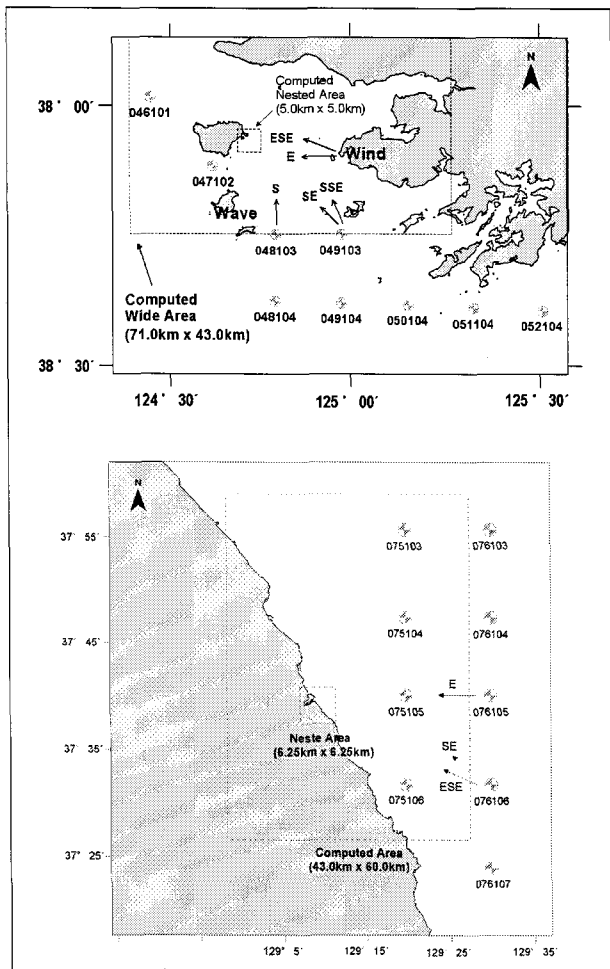 N
Computed
Nested Area
(5.0km x 5.0km)
38° 00′
046101
ESE
Wind
E
047102
S
SSE
SE
Wave
048103
049103
Computed
Wide Area
(71.0km x 43.0km)
048104
049104
050104
051104
052104
38° 30′
124° 30′
125° 00′
125° 30′
N
37° 55′
075103
076103
37° 45′
075104
076104
E
075105
076105
37° 35′
Neste Area
(6.25km x 6.25km)
SE
ESE
075106
076106
37° 25′
Computed Area
(43.0km x 60.0km)
076107
129° 5′
129° 15′
129° 25′
129° 35′